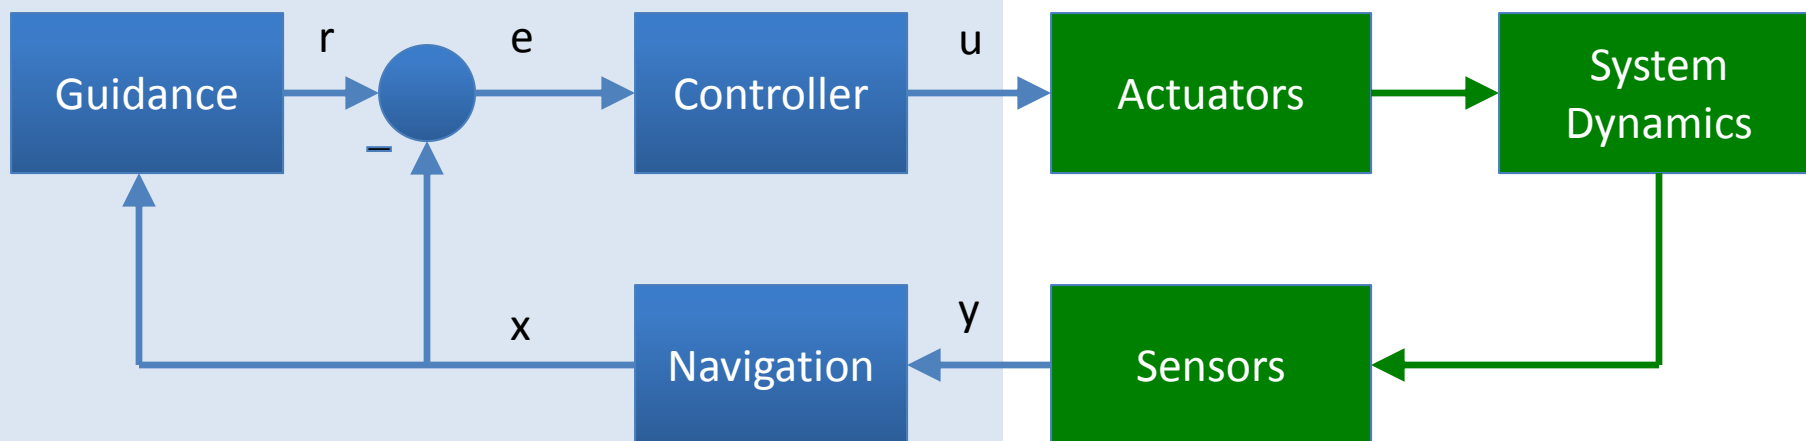 r
e
u
Guidance
Controller
Actuators
System
Dynamics
–
x
y
Navigation
Sensors